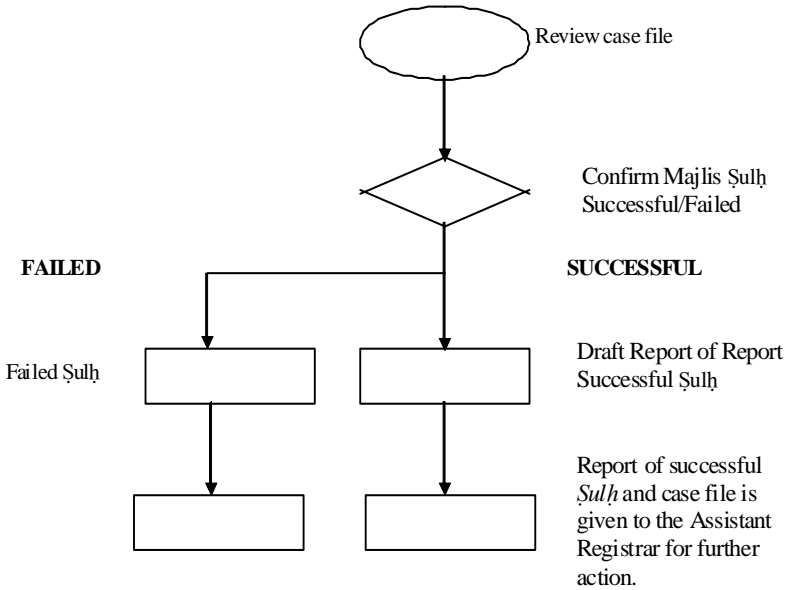 Review case file
Confirm Majlis Ṣulḥ
Successful/Failed
FAILED
SUCCESSFUL
Failed Ṣulḥ
Draft Report of Report
Successful Ṣulḥ
Report of successful
Ṣulḥ and case file is
given to the Assistant
Registrar for further
action.